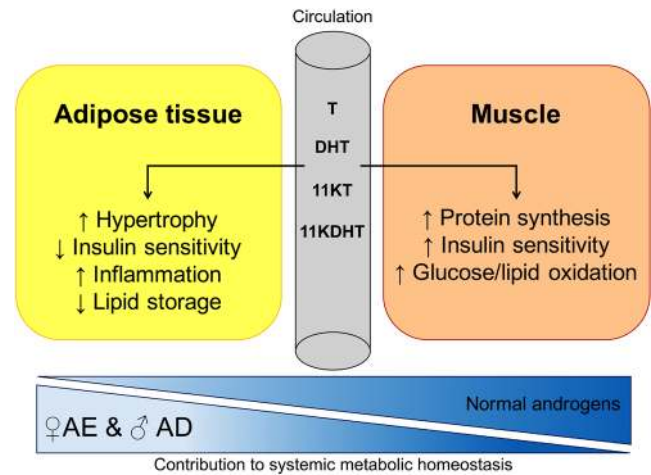 Circulation
Adipose tissue
↑ Hypertrophy
↓ Insulin sensitivity
↑ Inflammation
↓ Lipid storage
T
DHT
11KT
11KDHT
Muscle
↑ Protein synthesis
↑ Insulin sensitivity
↑ Glucose/lipid oxidation
Normal androgens
♀AE & ♂ AD
Contribution to systemic metabolic homeostasis